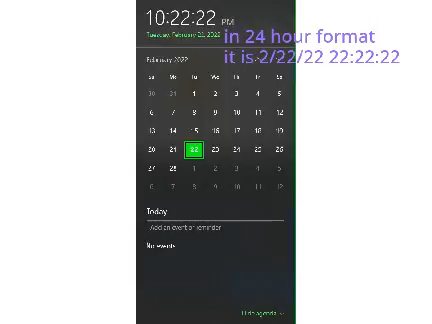 10:22:22 PM
Tuesday, February 22, 2022
in 24 hour format
it is 2/22/22 22:22:22
February 2022
Su Mo Tu We Th Fr Sa
30 31 1 2 3 4 5
6 7 8 9 10 11 12
13 14 15 16 17 18 19
20 21 22 23 24 25 26
27 28 1 2 3 4 5
6 7 8 9 10 11 12
Today
Add an event or reminder
No events
Hide agenda